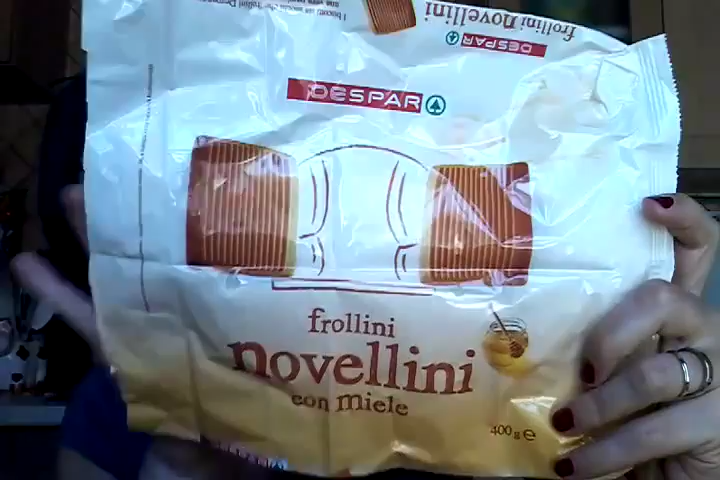 frollini novellini
DESPAR
DESPAR
frollini
novellini
con miele
400 g e